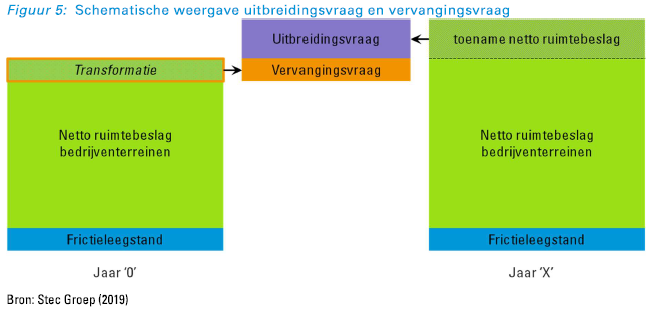 Figuur 5: Schematische weergave uitbreidingsvraag en vervangingsvraag
Uitbreidingsvraag
toename netto ruimtebeslag
Transformatie
Vervangingsvraag
Netto ruimtebeslag
bedrijventerreinen
Netto ruimtebeslag
bedrijventerreinen
Frictieleegstand
Frictieleegstand
Jaar '0'
Jaar 'X'
Bron: Stec Groep (2019)